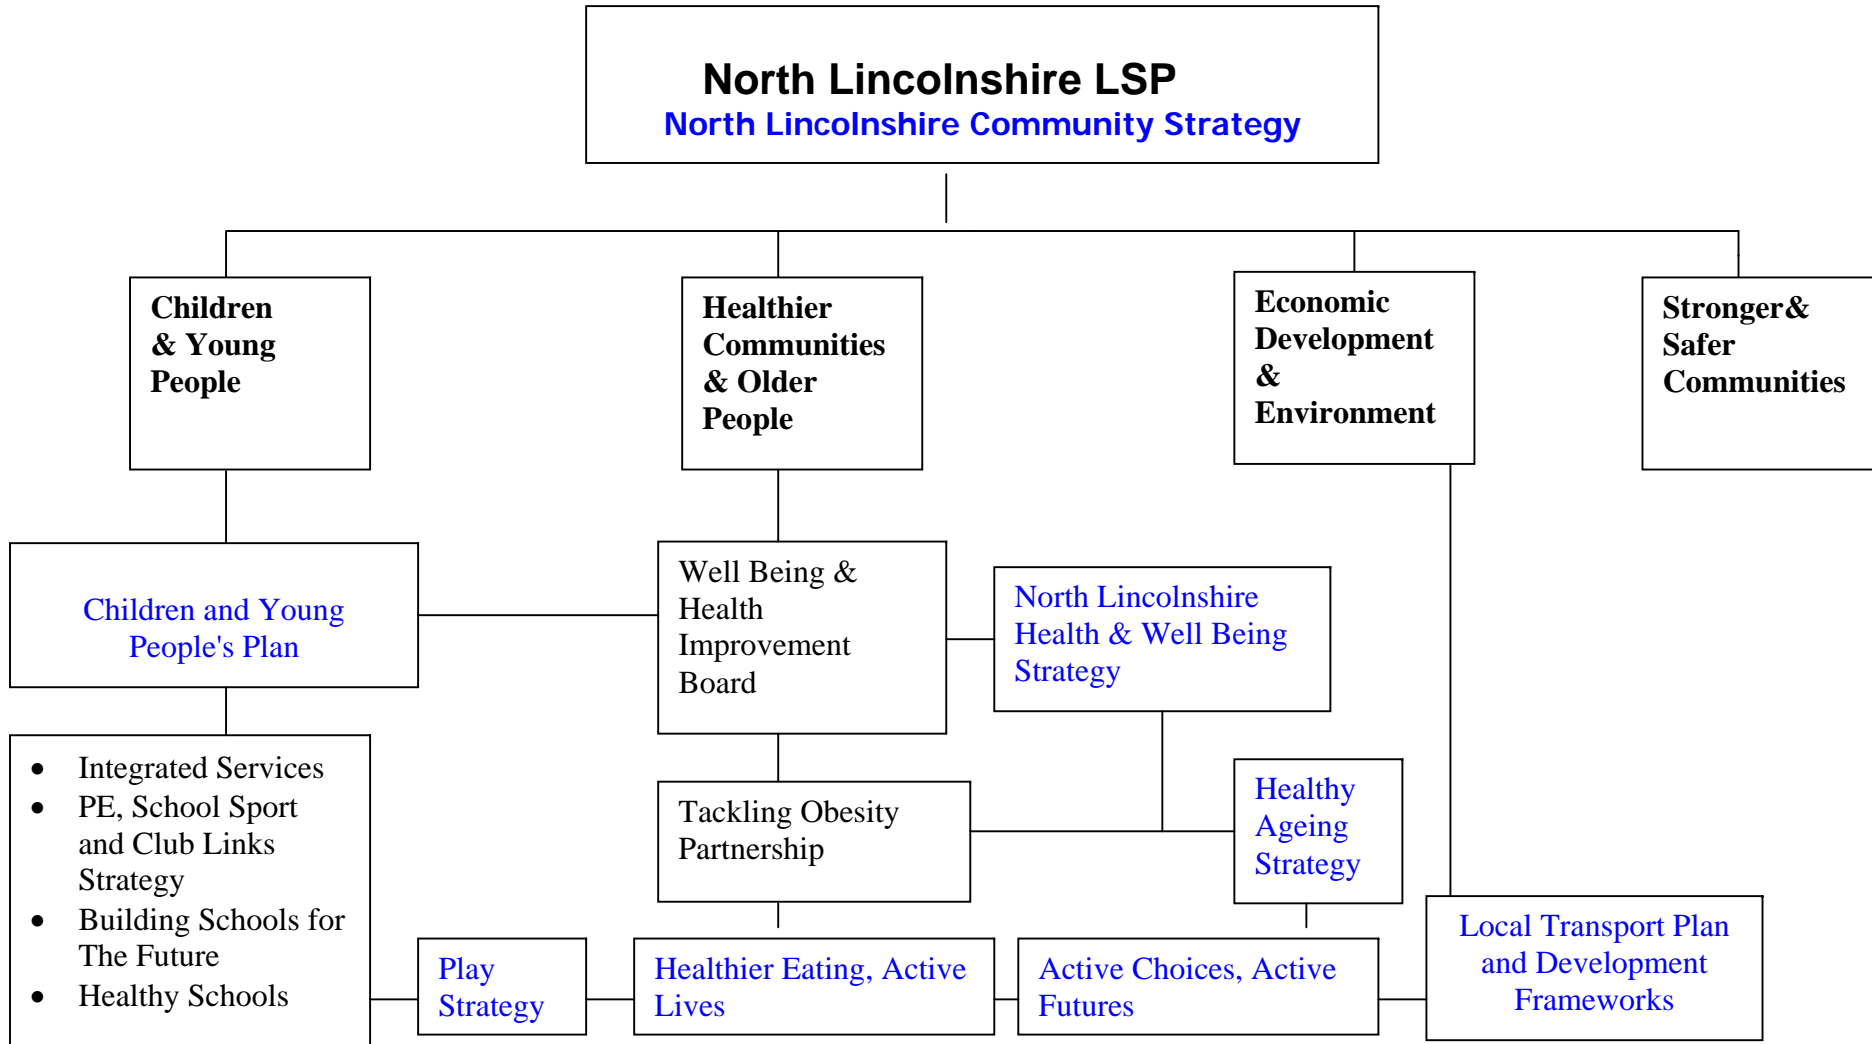 North Lincolnshire LSP
North Lincolnshire Community Strategy
Children
& Young
People
Healthier
Communities
& Older
People
Economic
Development
&
Environment
Stronger&
Safer
Communities
Children and Young
People's Plan
Well Being &
Health
Improvement
Board
North Lincolnshire
Health & Well Being
Strategy
• Integrated Services
• PE, School Sport
and Club Links
Strategy
• Building Schools for
The Future
• Healthy Schools
Tackling Obesity
Partnership
Healthy
Ageing
Strategy
Play
Strategy
Healthier Eating, Active
Lives
Active Choices, Active
Futures
Local Transport Plan
and Development
Frameworks